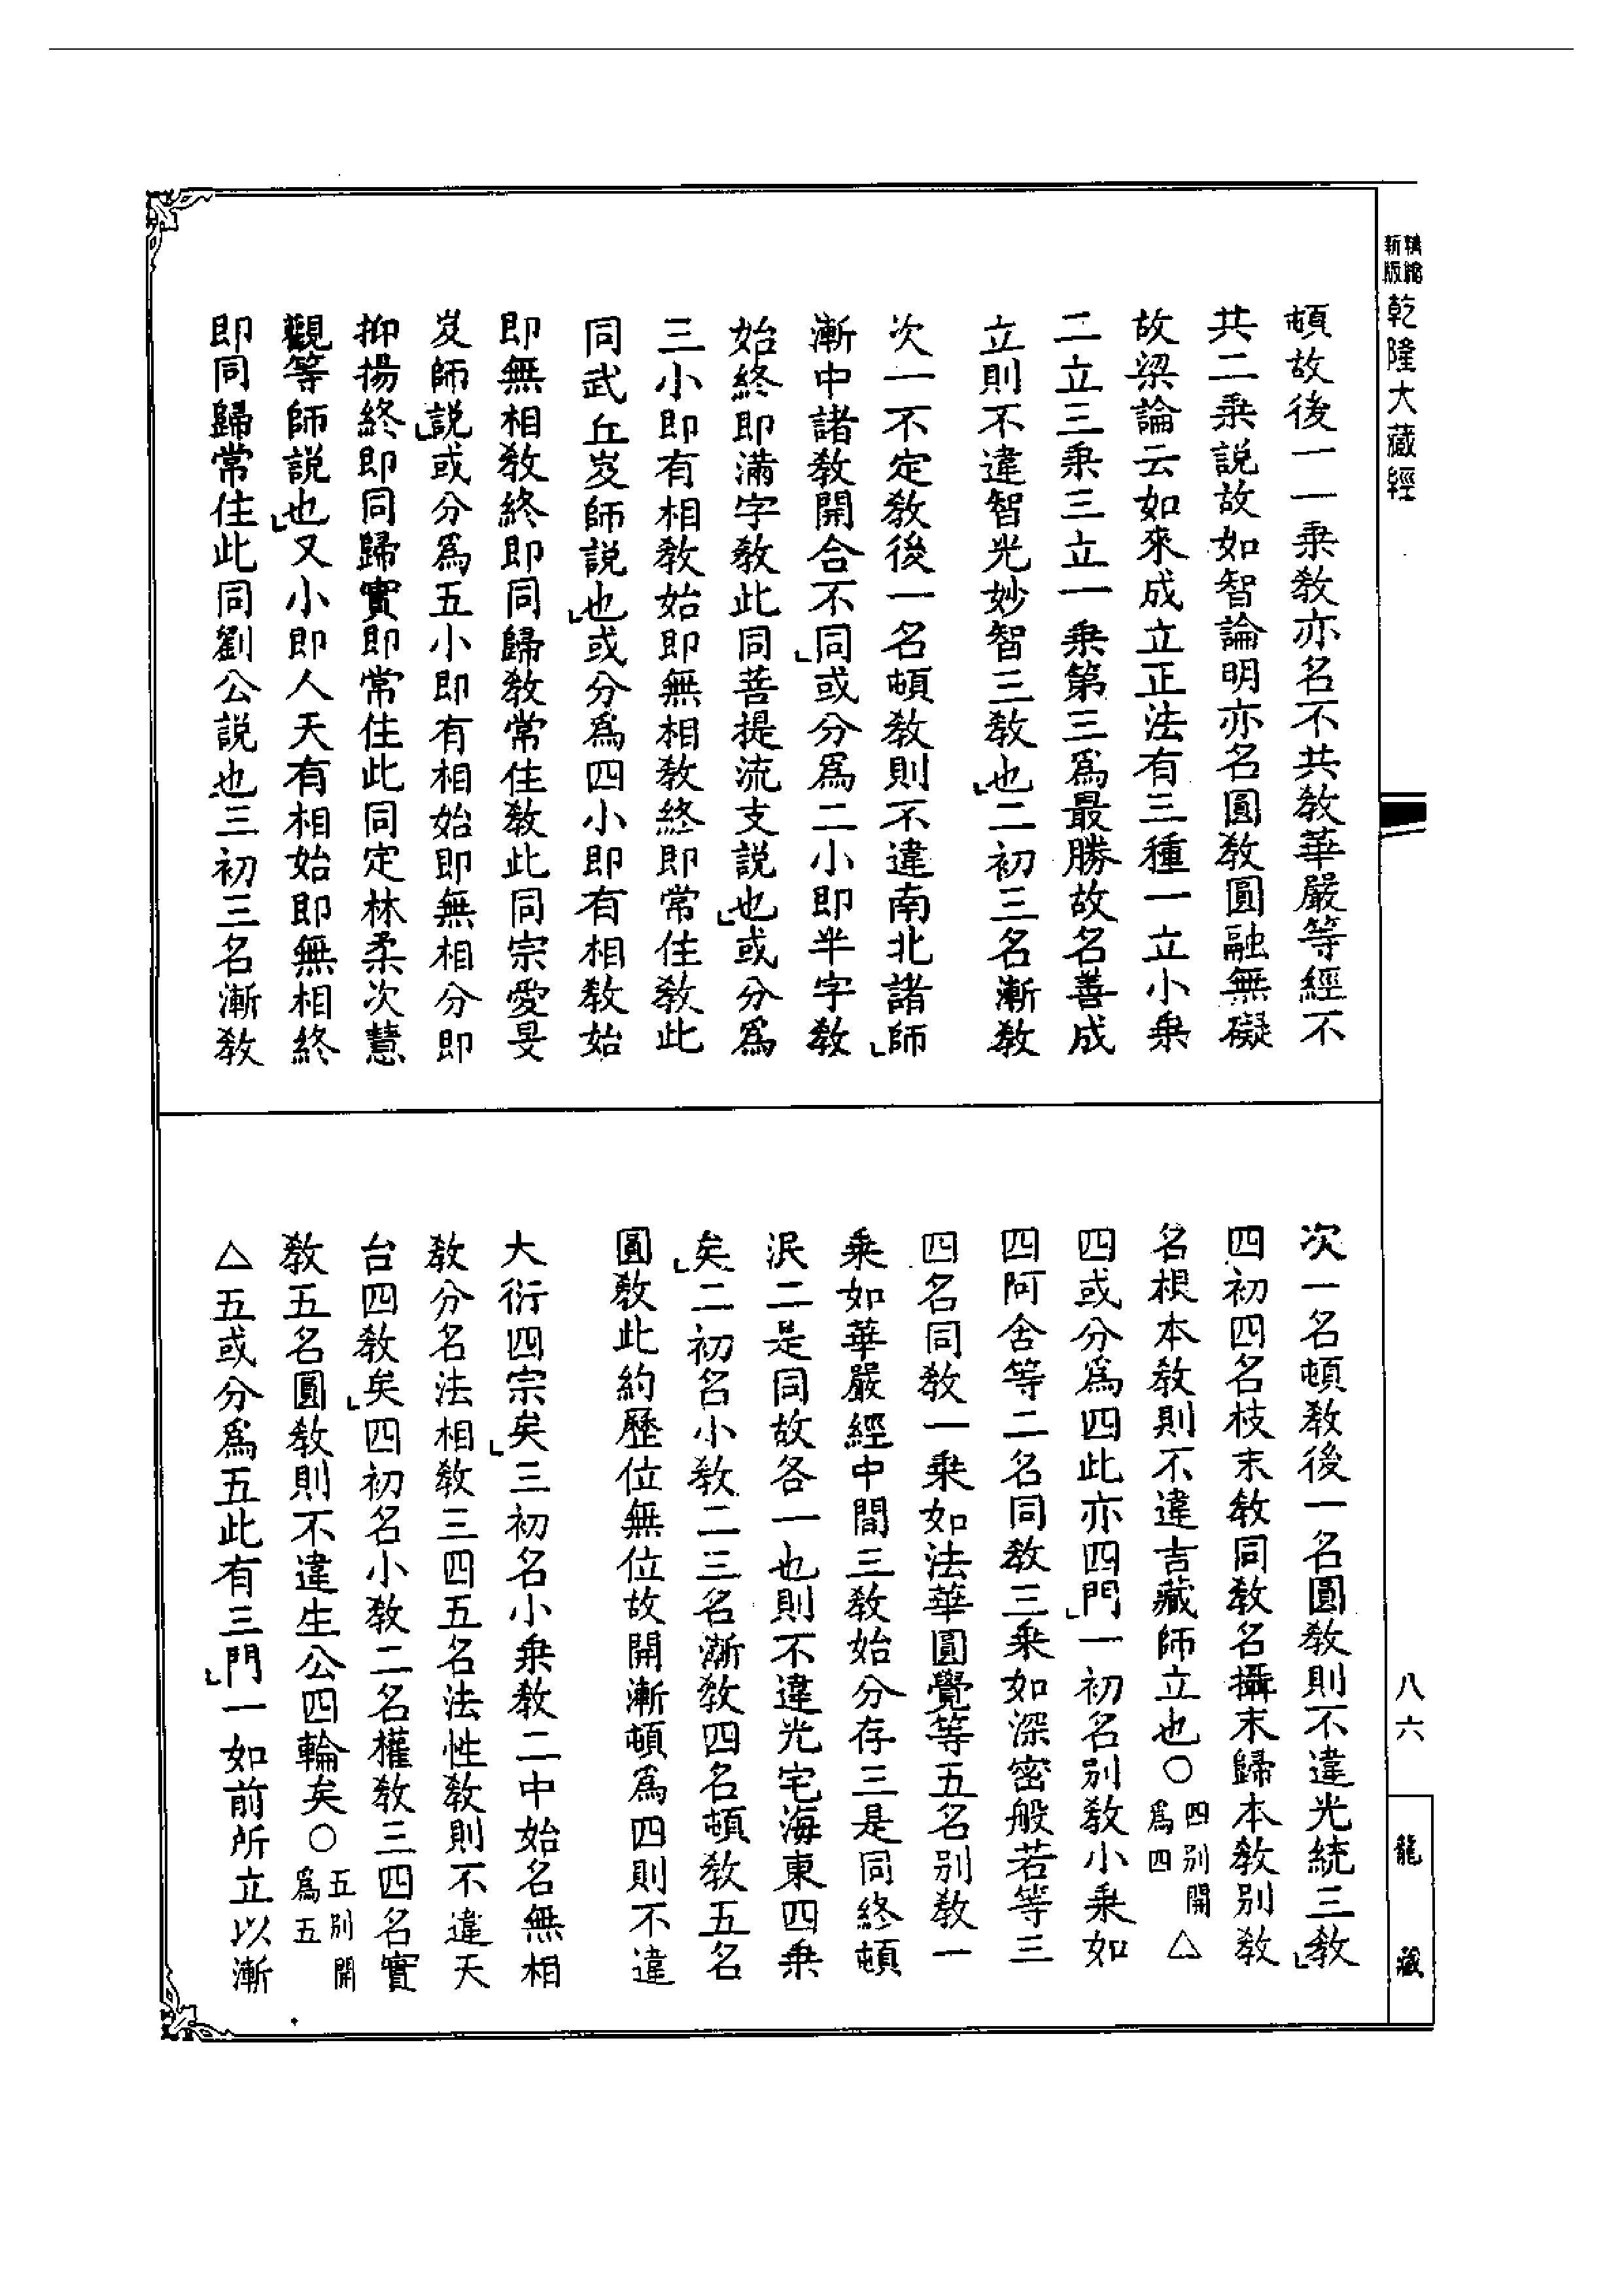 精縮新版 乾隆大藏經
頓故後一一乘教亦名不共教華嚴等經不
共二乘說故如智論明亦名圓教圓融無礙
故梁論云如來成立正法有三種一立小乘
二立三乘三立一乘第三爲最勝故名善成
立則不違智光妙智三教也二初三名漸教
次一不定教後一名頓教則不違南北諸師
漸中諸教開合不同或分爲二小即半字教
始終即滿字教此同菩提流支說也或分爲
三小即有相教始即無相教終即常住教此
同武丘岌師說也或分爲四小即有相教始
即無相教終即同歸教常住教此同宗愛旻
岌師說或分爲五小即有相始即無相分即
抑揚終即同歸實即常住此同定林柔次慧
觀等師說也又小即人天有相始即無相終
即同歸常住此同劉公說也三初三名漸教
次一名頓教後一名圓教則不違光統三教
四初四名枝末教同教名攝末歸本教別教
名根本教則不違吉藏師立也○四別開爲四△
四或分爲四此亦四門一初名別教小乘如
四阿含等二名同教三乘如深密般若等三
四名同教一乘如法華圓覺等五名別教一
乘如華嚴經中間三教始分存三是同終頓
泯二是同故各一也則不違光宅海東四乘
矣二初名小教二三名漸教四名頓教五名
圓教此約歷位無位故開漸頓爲四則不違
大衍四宗矣三初名小乘教二中始名無相
教分名法相教三四五名法性教則不違天
台四教矣四初名小教二名權教三四名實
教五名圓教則不違生公四輪矣○五別開爲五
△五或分爲五此有三門一如前所立以漸
八六
龍藏